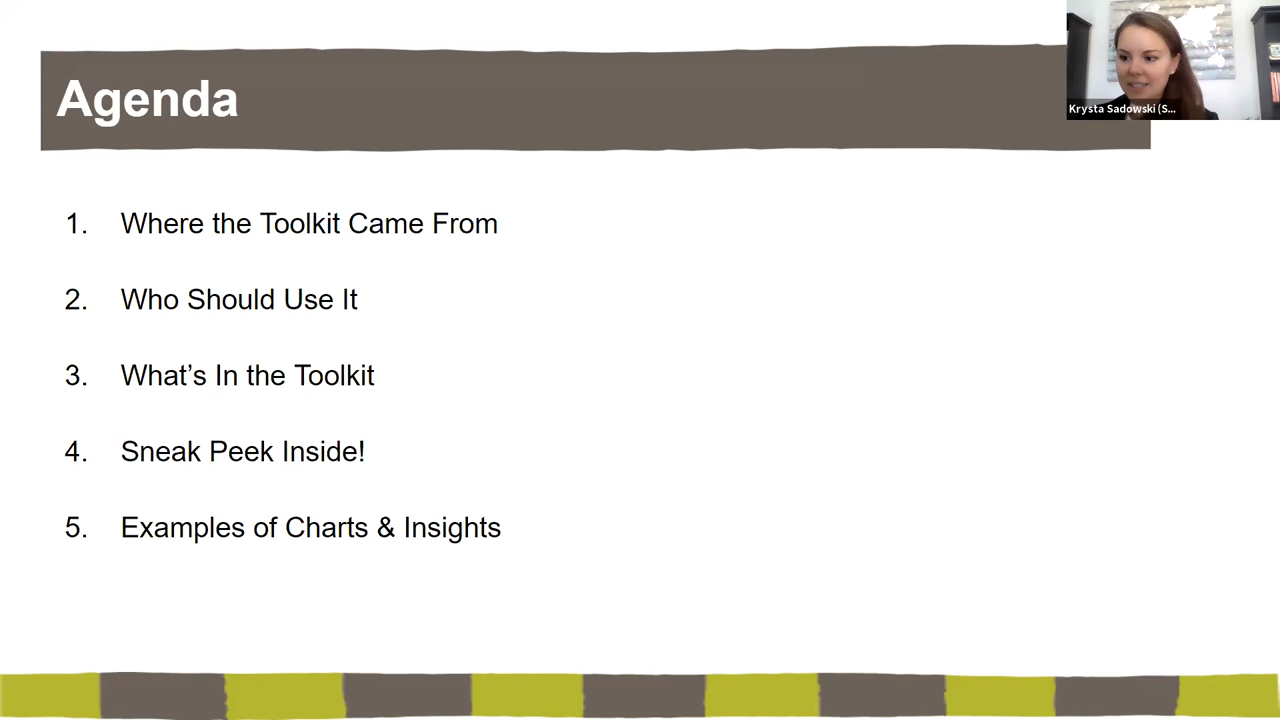 Agenda
Krysta Sadowski (S...
1. Where the Toolkit Came From
2. Who Should Use It
3. What’s In the Toolkit
4. Sneak Peek Inside!
5. Examples of Charts & Insights